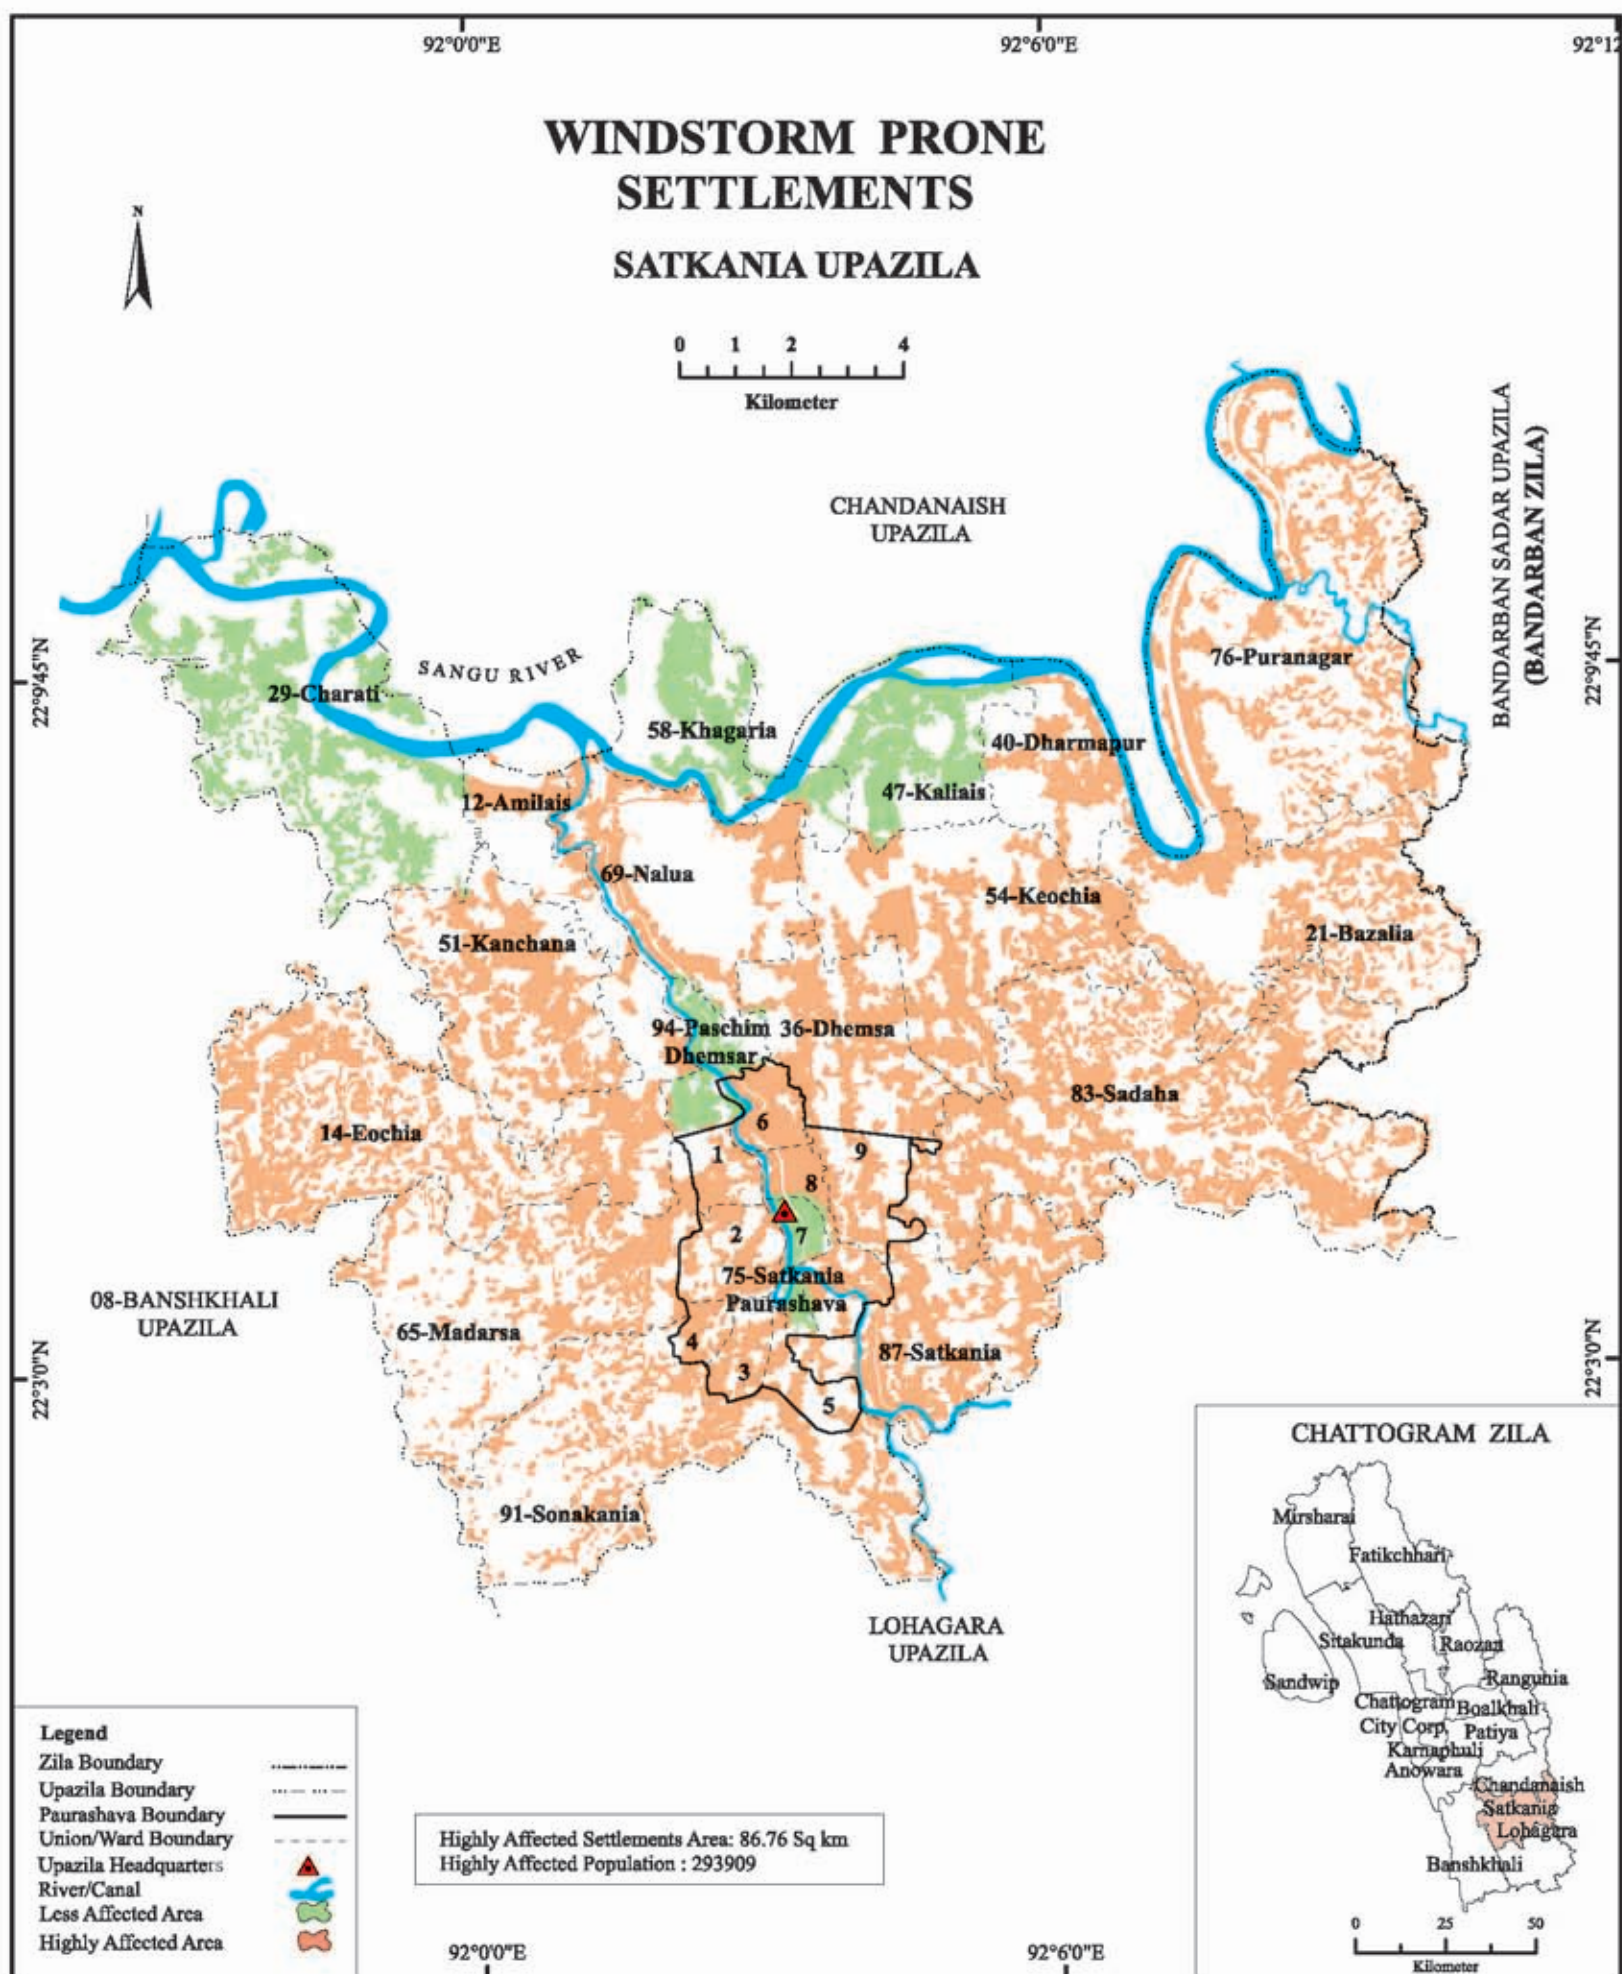 92°0'0"E
92°6'0"E
92°12
WINDSTORM PRONE
SETTLEMENTS
SATKANIA UPAZILA
N
0 1 2 4
Kilometer
CHANDANAISH
UPAZILA
BANDARBAN SADAR UPAZILA
(BANDARBAN ZILA)
22°9'45"N
22°9'45"N
SANGU RIVER
29-Charati
58-Khagaria
76-Puranagar
40-Dharmapur
47-Kaliais
12-Amilais
69-Nalua
54-Keochia
51-Kanchana
21-Bazalia
94-Paschim
Dhemsar
36-Dhemsa
83-Sadaha
14-Eochia
6
1
9
8
2
7
75-Satkania
Paurashava
08-BANSHKHALI
UPAZILA
65-Madarsa
4
3
5
87-Satkania
22°3'0"N
22°3'0"N
91-Sonakania
LOHAGARA
UPAZILA
CHATTOGRAM ZILA
Mirsharai
Fatikchhari
Hathazari
Sitakunda
Raozan
Sandwip
Rangunia
Chattogram
City Corp.
Boalkhali
Patiya
Karnaphuli
Anowara
Chandanaish
Satkania
Lohagara
Banshkhali
0 25 50
Kilometer
Legend
Zila Boundary
Upazila Boundary
Paurashava Boundary
Union/Ward Boundary
Upazila Headquarters
River/Canal
Less Affected Area
Highly Affected Area
Highly Affected Settlements Area: 86.76 Sq km
Highly Affected Population : 293909
92°0'0"E
92°6'0"E